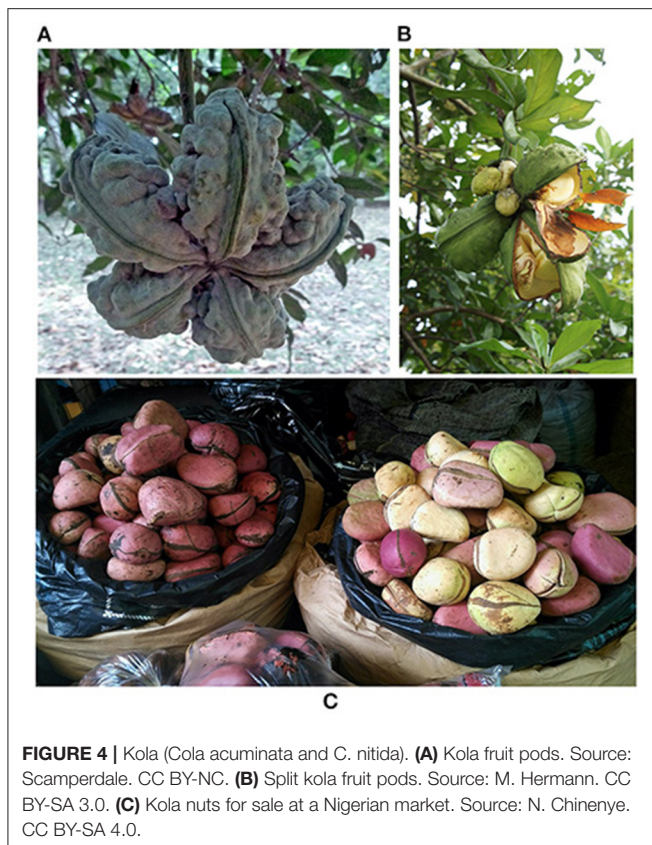 A
B
C
FIGURE 4 | Kola (Cola acuminata and C. nitida). (A) Kola fruit pods. Source:
Scamperdale. CC BY-NC. (B) Split kola fruit pods. Source: M. Hermann. CC
BY-SA 3.0. (C) Kola nuts for sale at a Nigerian market. Source: N. Chinenye.
CC BY-SA 4.0.